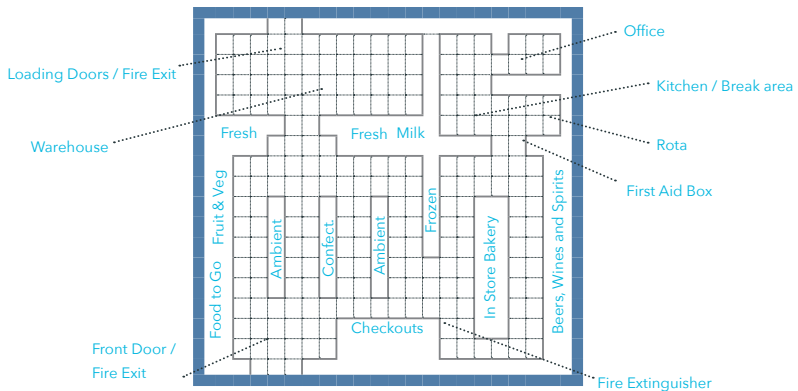 Office
Loading Doors / Fire Exit
Kitchen / Break area
Fresh
Fresh Milk
Warehouse
Rota
First Aid Box
Fruit & Veg
Food to Go
Ambient
Confect.
Ambient
Frozen
In Store Bakery
Beers, Wines and Spirits
Checkouts
Front Door /
Fire Exit
Fire Extinguisher